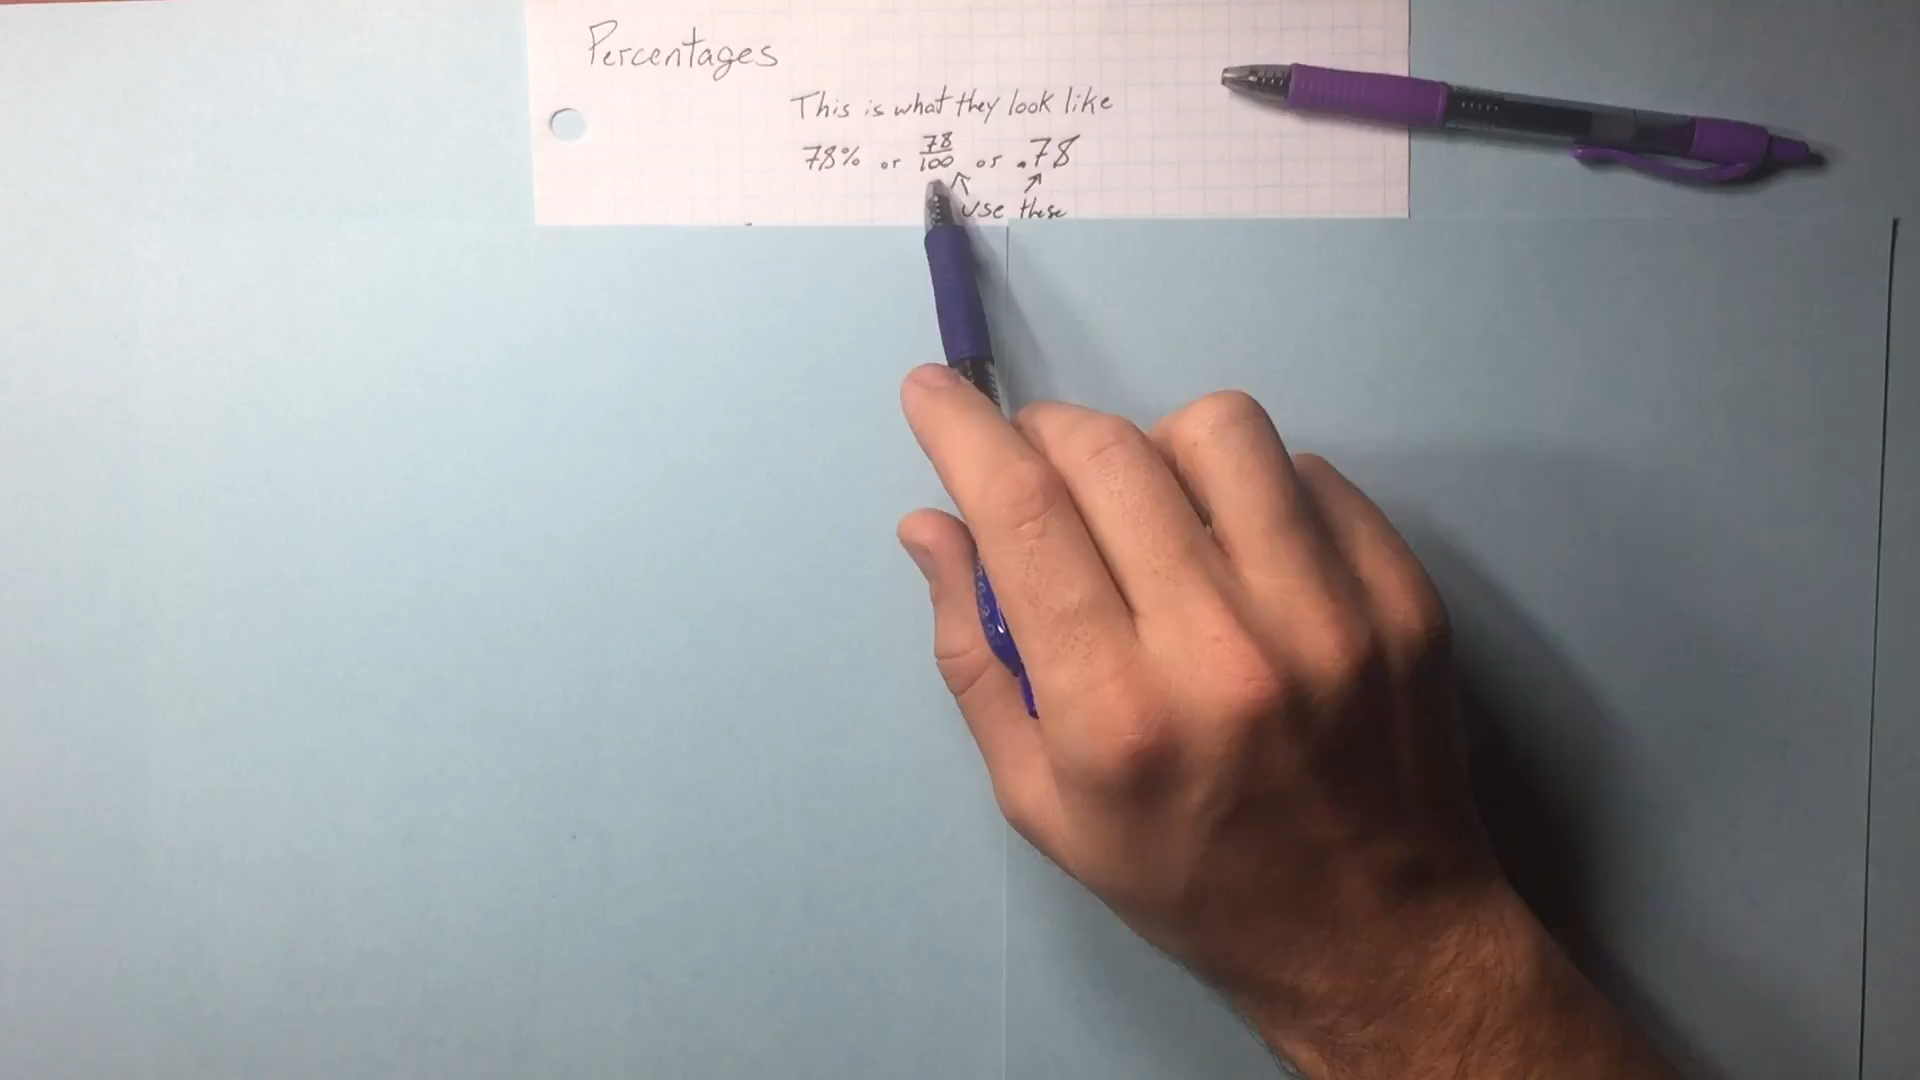 Percentages
This is what they look like
78% or 78/100 or .78
use these